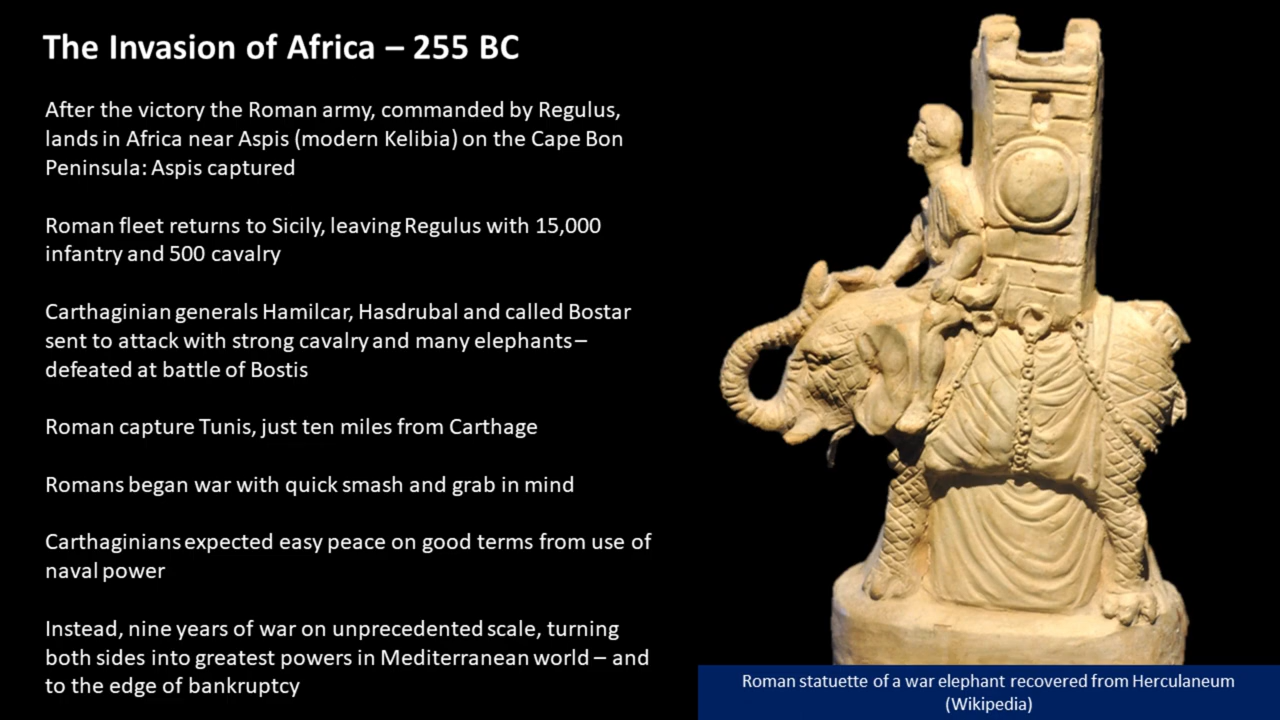 The Invasion of Africa – 255 BC
After the victory the Roman army, commanded by Regulus,
lands in Africa near Aspis (modern Kelibia) on the Cape Bon
Peninsula: Aspis captured
Roman fleet returns to Sicily, leaving Regulus with 15,000
infantry and 500 cavalry
Carthaginian generals Hamilcar, Hasdrubal and called Bostar
sent to attack with strong cavalry and many elephants –
defeated at battle of Bostis
Roman capture Tunis, just ten miles from Carthage
Romans began war with quick smash and grab in mind
Carthaginians expected easy peace on good terms from use of
naval power
Instead, nine years of war on unprecedented scale, turning
both sides into greatest powers in Mediterranean world – and
to the edge of bankruptcy
Roman statuette of a war elephant recovered from Herculaneum
(Wikipedia)